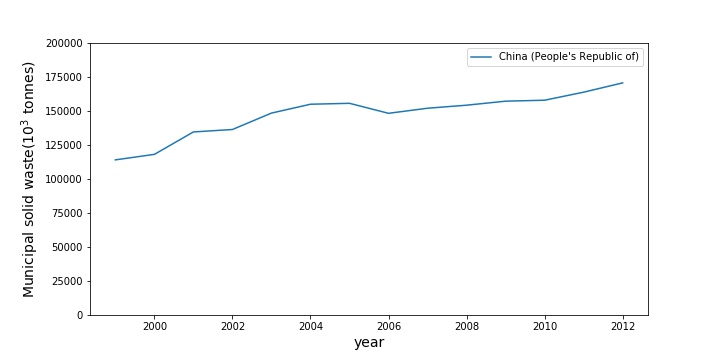 200000
175000
150000
125000
100000
75000
50000
25000
0
Municipal solid waste(10³ tonnes)
China (People's Republic of)
2000 2002 2004 2006 2008 2010 2012
year